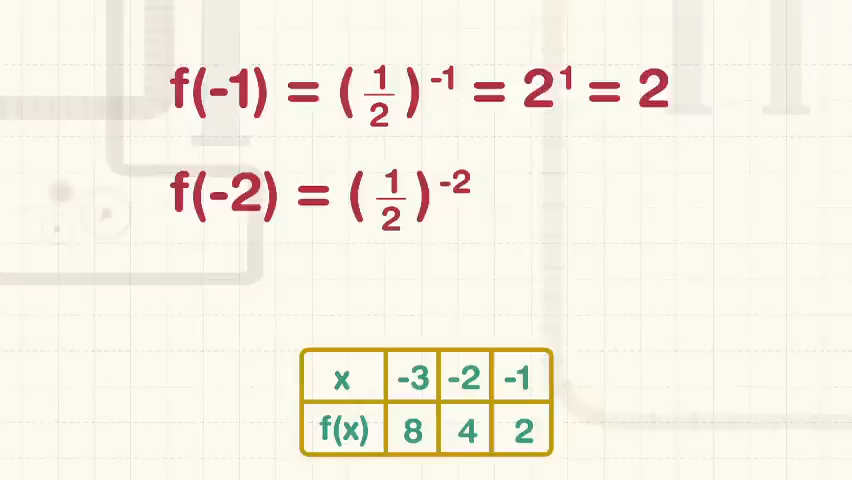 f(-1) = (1/2)^-1 = 2^1 = 2
f(-2) = (1/2)^-2
x -3 -2 -1
f(x) 8 4 2